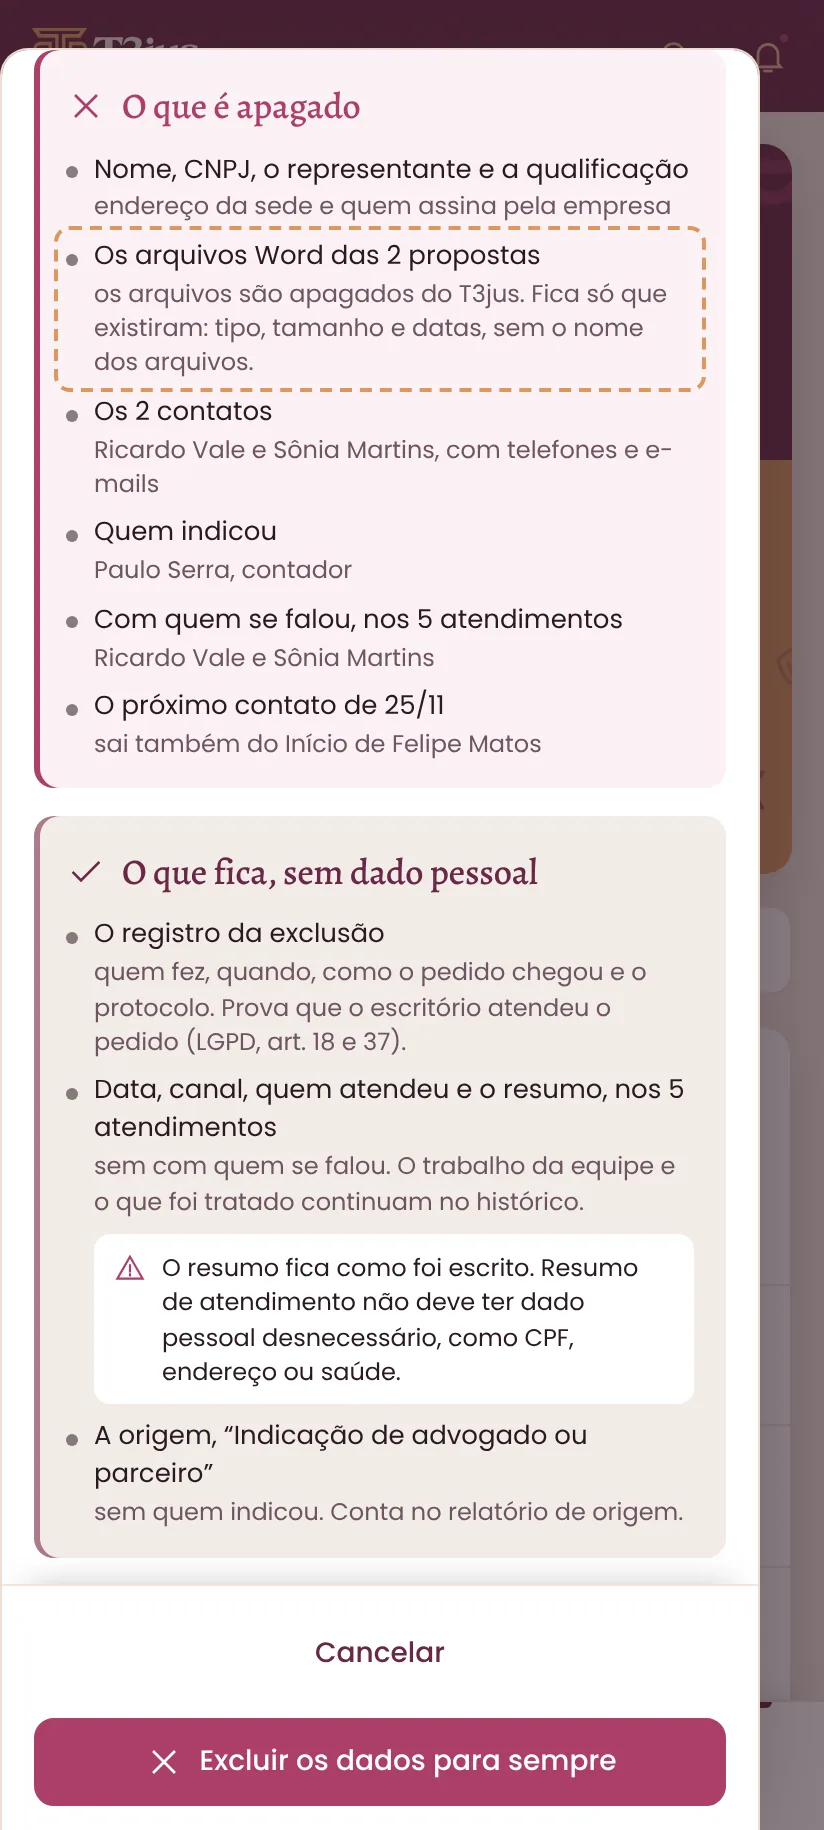 O que é apagado
Nome, CNPJ, o representante e a qualificação
endereço da sede e quem assina pela empresa
Os arquivos Word das 2 propostas
os arquivos são apagados do T3jus. Fica só que
existiram: tipo, tamanho e datas, sem o nome
dos arquivos.
Os 2 contatos
Ricardo Vale e Sônia Martins, com telefones e e-
mails
Quem indicou
Paulo Serra, contador
Com quem se falou, nos 5 atendimentos
Ricardo Vale e Sônia Martins
O próximo contato de 25/11
sai também do Início de Felipe Matos
O que fica, sem dado pessoal
O registro da exclusão
quem fez, quando, como o pedido chegou e o
protocolo. Prova que o escritório atendeu o
pedido (LGPD, art. 18 e 37).
Data, canal, quem atendeu e o resumo, nos 5
atendimentos
sem com quem se falou. O trabalho da equipe e
o que foi tratado continuam no histórico.
O resumo fica como foi escrito. Resumo
de atendimento não deve ter dado
pessoal desnecessário, como CPF,
endereço ou saúde.
A origem, “Indicação de advogado ou
parceiro”
sem quem indicou. Conta no relatório de origem.
Cancelar
Excluir os dados para sempre